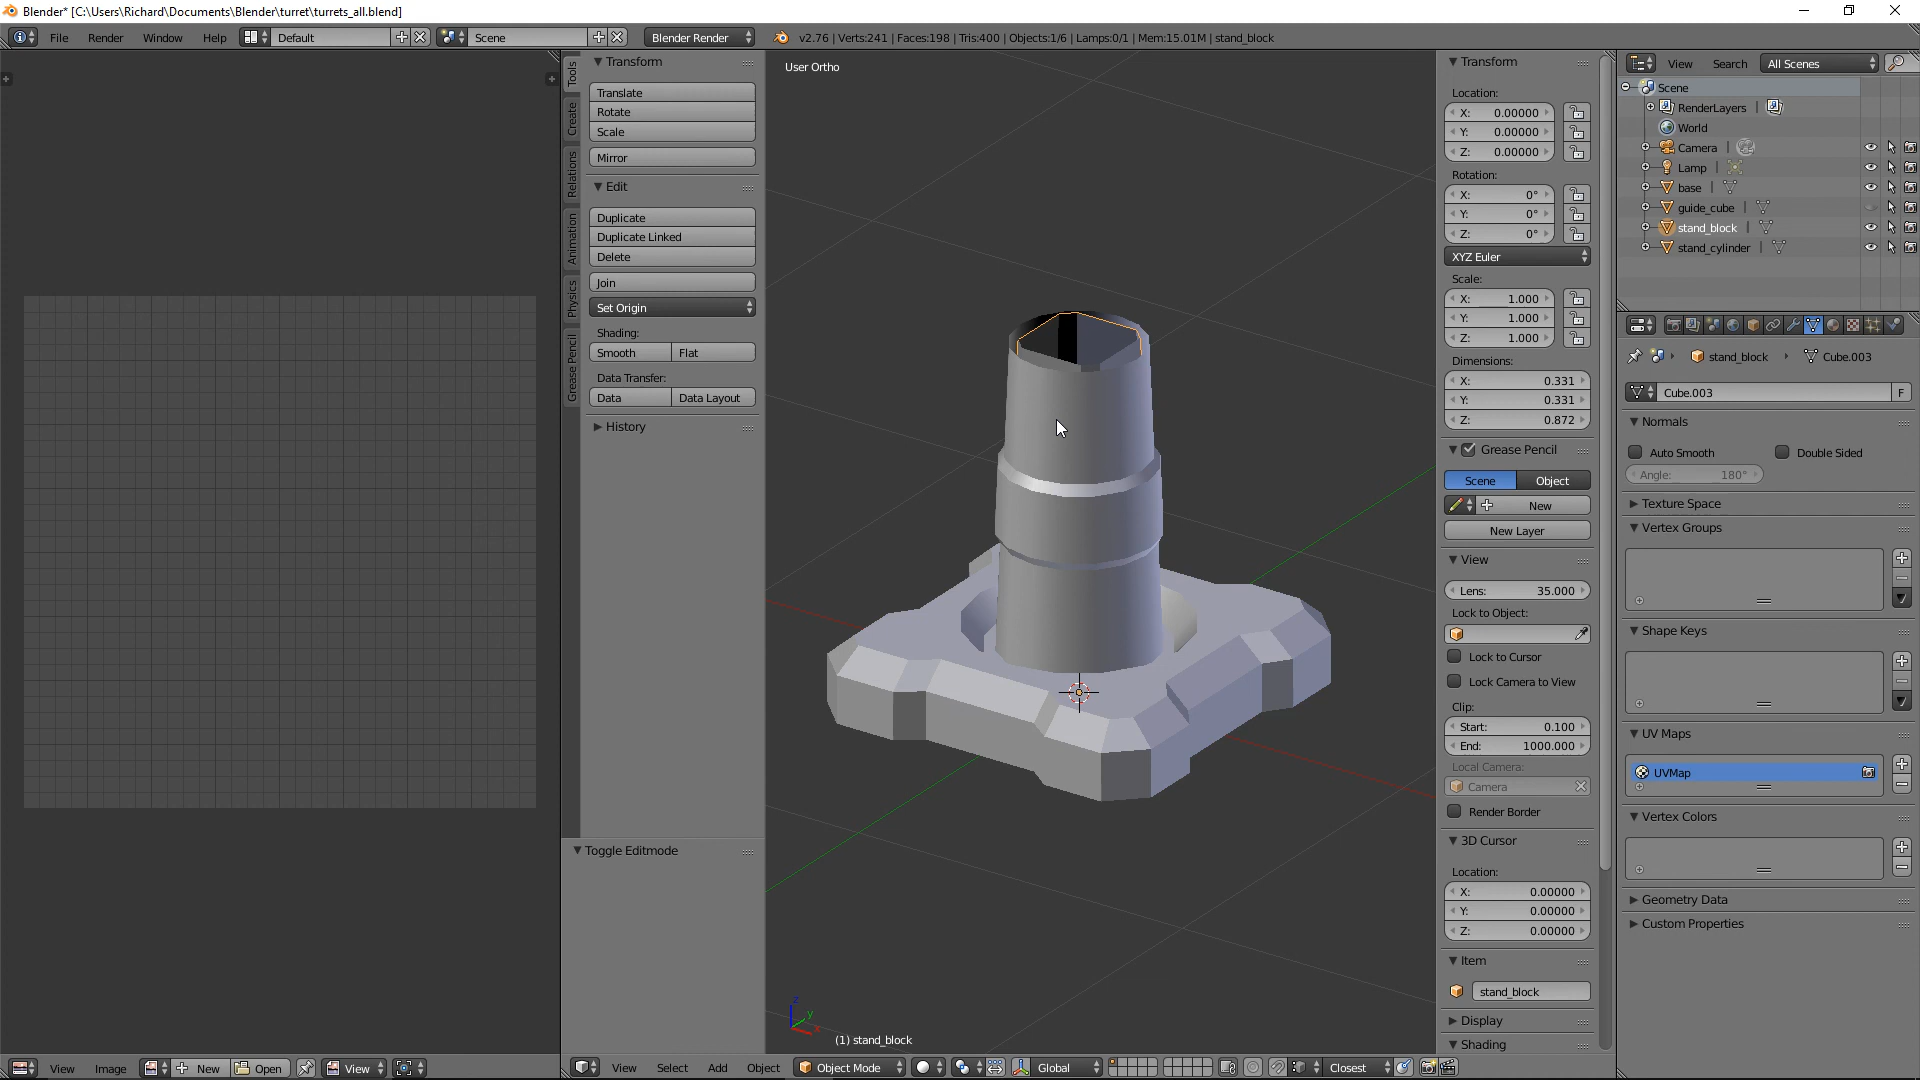 Blender* [C:\Users\Richard\Documents\Blender\turret\turrets_all.blend]
File Render Window Help Default Scene Blender Render v2.76 | Verts:241 | Faces:198 | Tris:400 | Objects:1/6 | Lamps:0/1 | Mem:15.01M | stand_block
Tools
Create
Relations
Animation
Physics
Grease Pencil
Transform
Translate
Rotate
Scale
Mirror
Edit
Duplicate
Duplicate Linked
Delete
Join
Set Origin
Shading:
Smooth Flat
Data Transfer:
Data Data Layout
History
Toggle Editmode
User Ortho
z
y
x
(1) stand_block
Transform
Location:
X: 0.00000
Y: 0.00000
Z: 0.00000
Rotation:
X: 0°
Y: 0°
Z: 0°
XYZ Euler
Scale:
X: 1.000
Y: 1.000
Z: 1.000
Dimensions:
X: 0.331
Y: 0.331
Z: 0.872
Grease Pencil
Scene Object
New
New Layer
View
Lens: 35.000
Lock to Object:
Lock to Cursor
Lock Camera to View
Clip:
Start: 0.100
End: 1000.000
Local Camera:
Camera
Render Border
3D Cursor
Location:
X: 0.00000
Y: 0.00000
Z: 0.00000
Item
stand_block
Display
Shading
View Search All Scenes
Scene
RenderLayers
World
Camera
Lamp
base
guide_cube
stand_block
stand_cylinder
stand_block Cube.003
Cube.003 F
Normals
Auto Smooth Double Sided
Angle: 180°
Texture Space
Vertex Groups
Shape Keys
UV Maps
UVMap
Vertex Colors
Geometry Data
Custom Properties
View Image New Open View
View Select Add Object Object Mode Global Closest